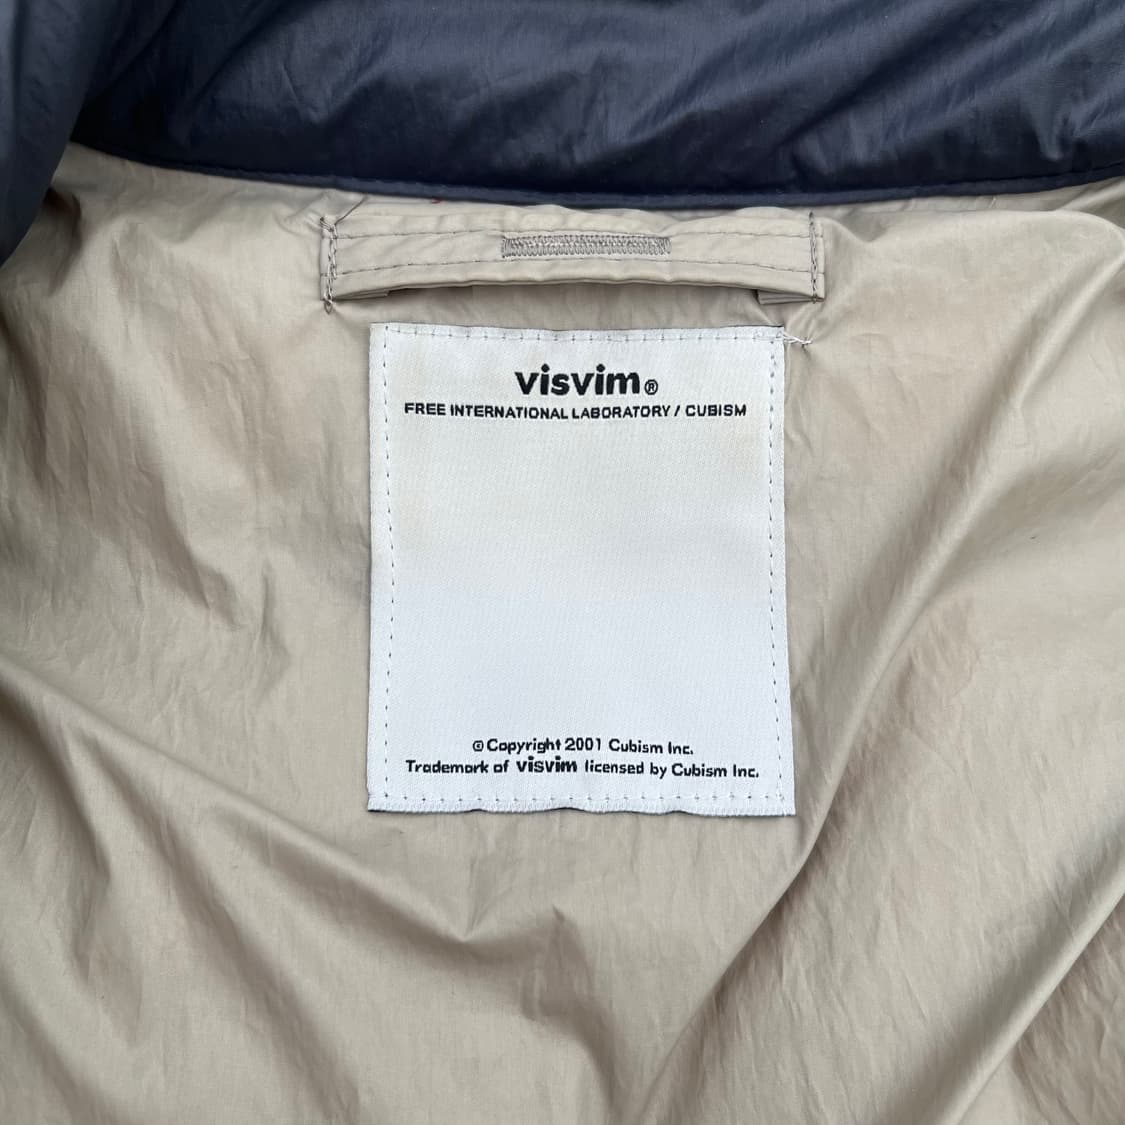 visvim®
FREE INTERNATIONAL LABORATORY / CUBISM
© Copyright 2001 Cubism Inc.
Trademark of visvim licensed by Cubism Inc.